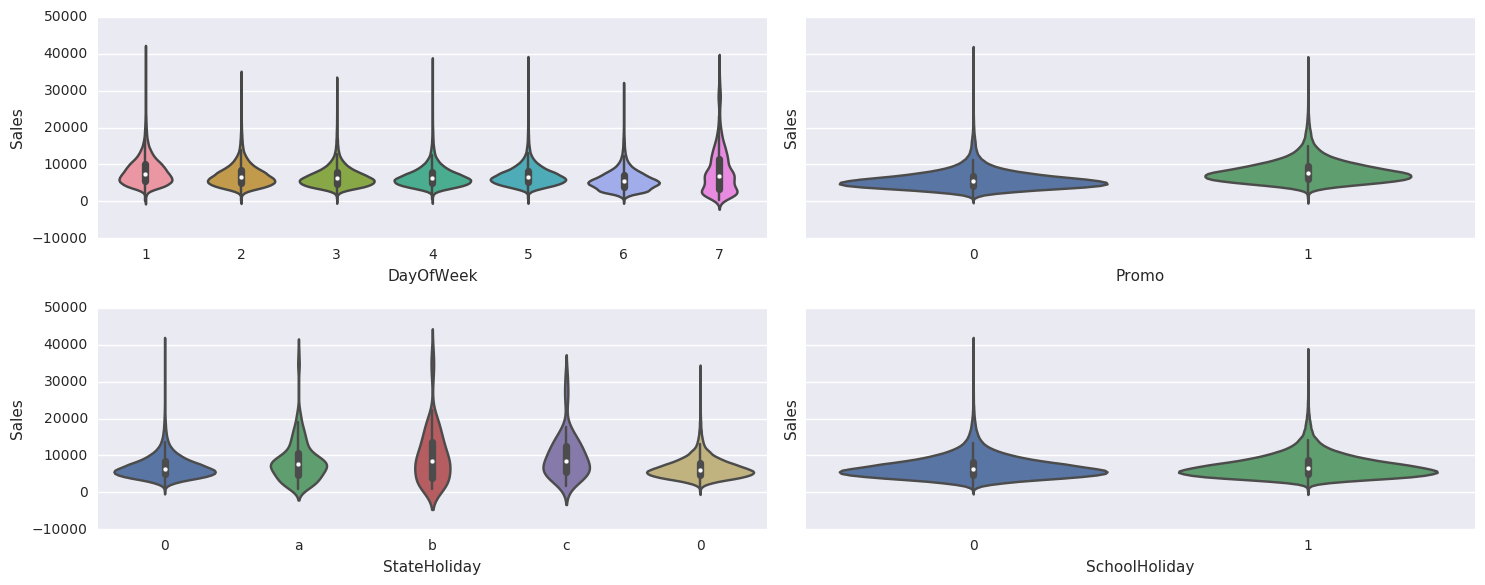 50000
40000
30000
20000
10000
0
−10000
Sales
1 2 3 4 5 6 7
DayOfWeek
Sales
0 1
Promo
50000
40000
30000
20000
10000
0
−10000
Sales
0 a b c 0
StateHoliday
Sales
0 1
SchoolHoliday